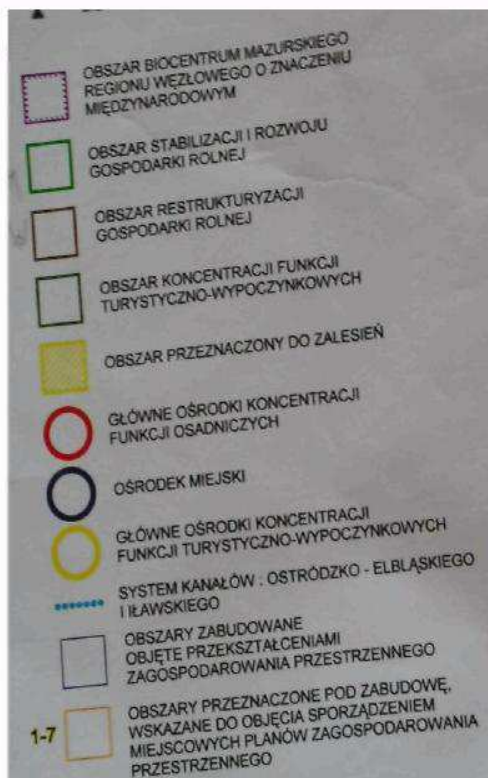 OBSZAR BIOCENTRUM MAZURSKIEGO
REGIONU WĘZŁOWEGO O ZNACZENIU
MIĘDZYNARODOWYM
OBSZAR STABILIZACJI I ROZWOJU
GOSPODARKI ROLNEJ
OBSZAR RESTRUKTURYZACJI
GOSPODARKI ROLNEJ
OBSZAR KONCENTRACJI FUNKCJI
TURYSTYCZNO-WYPOCZYNKOWYCH
OBSZAR PRZEZNACZONY DO ZALESIEŃ
GŁÓWNE OŚRODKI KONCENTRACJI
FUNKCJI OSADNICZYCH
OŚRODEK MIEJSKI
GŁÓWNE OŚRODKI KONCENTRACJI
FUNKCJI TURYSTYCZNO-WYPOCZYNKOWYCH
SYSTEM KANAŁÓW : OSTRÓDZKO - ELBLĄSKIEGO
I IŁAWSKIEGO
OBSZARY ZABUDOWANE
OBJĘTE PRZEKSZTAŁCENIAMI
ZAGOSPODAROWANIA PRZESTRZENNEGO
1-7 OBSZARY PRZEZNACZONE POD ZABUDOWĘ,
WSKAZANE DO OBJĘCIA SPORZĄDZENIEM
MIEJSCOWYCH PLANÓW ZAGOSPODAROWANIA
PRZESTRZENNEGO